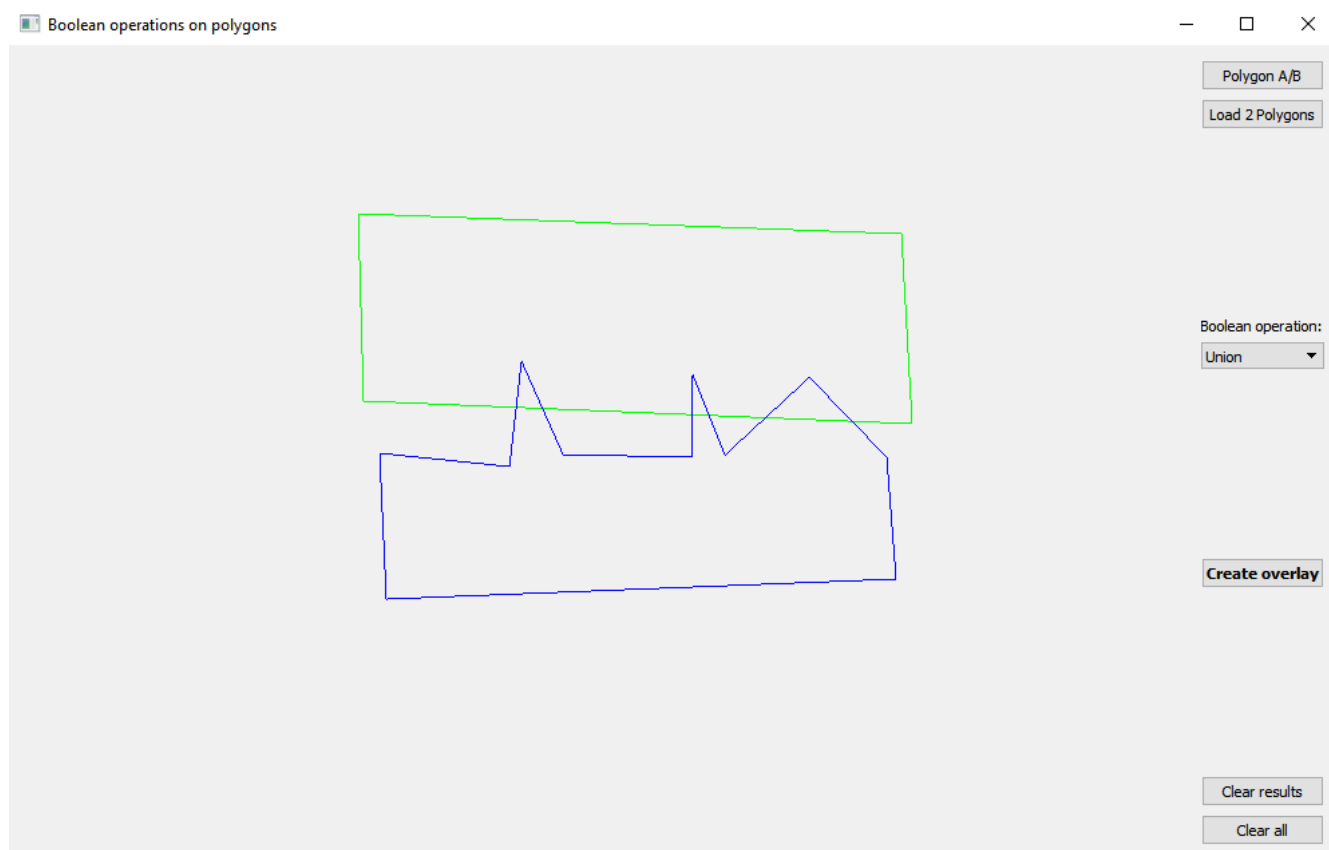 Boolean operations on polygons
Polygon A/B
Load 2 Polygons
Boolean operation:
Union
Create overlay
Clear results
Clear all